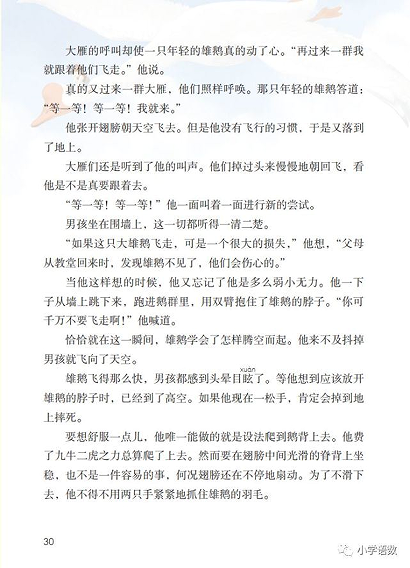 大雁的呼叫却使一只年轻的雄鹅真的动了心。“再过来一群我
就跟着他们飞走。”他说。
真的又过来一群大雁，他们照样呼唤。那只年轻的雄鹅答道：
“等一等！等一等！我就来。”
他张开翅膀朝天空飞去。但是他没有飞行的习惯，于是又落到
了地上。
大雁们还是听到了他的叫声。他们掉过头来慢慢地朝回飞，看
他是不是真要跟着去。
“等一等！等一等！”他一面叫着一面进行新的尝试。
男孩坐在围墙上，这一切都听得一清二楚。
“如果这只大雄鹅飞走，可是一个很大的损失，”他想，“父母
从教堂回来时，发现雄鹅不见了，他们会伤心的。”
当他这样想的时候，他又忘记了他是多么弱小无力。他一下
子从墙上跳下来，跑进鹅群里，用双臂抱住了雄鹅的脖子。“你可
千万不要飞走啊！”他喊道。
恰恰就在这一瞬间，雄鹅学会了怎样腾空而起。他来不及抖掉
男孩就飞向了天空。
xuàn
雄鹅飞得那么快，男孩都感到头晕目眩了。等他想到应该放开
雄鹅的脖子时，已经到了高空。如果他现在一松手，肯定会掉到地
上摔死。
要想舒服一点儿，他唯一能做的就是设法爬到鹅背上去。他费
了九牛二虎之力总算爬了上去。然而要在翅膀中间光滑的脊背上坐
稳，也不是一件容易的事，何况翅膀还在不停地扇动。为了不滑下
去，他不得不用两只手紧紧地抓住雄鹅的羽毛。
30
小学语数